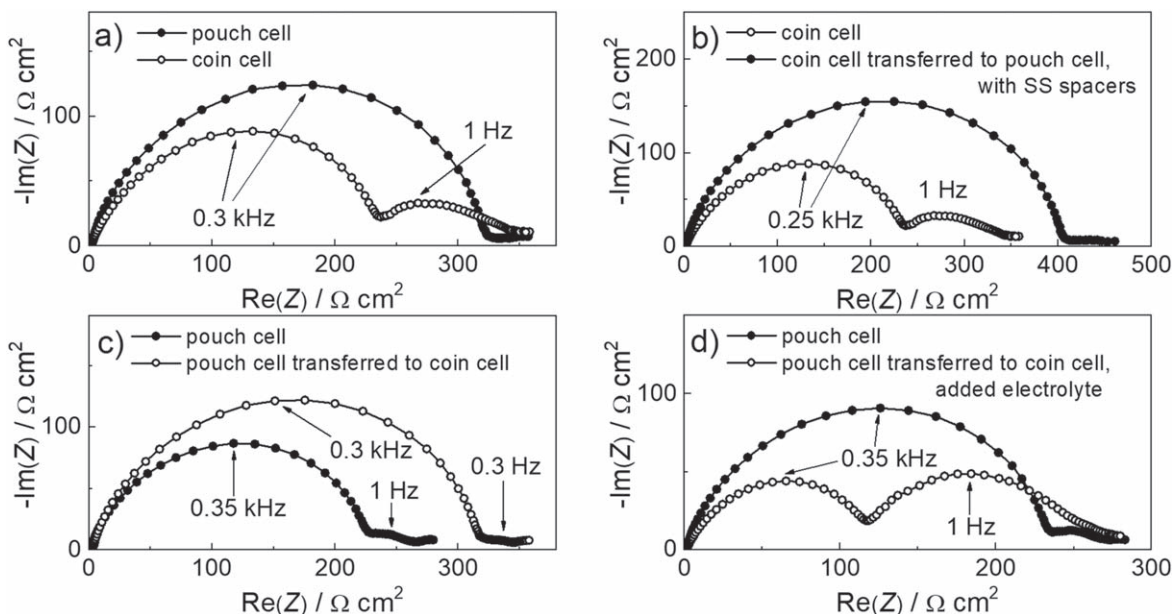 a)
pouch cell
coin cell
1 Hz
0.3 kHz
100
0
0 100 200 300
-Im(Z) / Ω cm²
Re(Z) / Ω cm²
b)
coin cell
coin cell transferred to pouch cell,
with SS spacers
1 Hz
0.25 kHz
200
100
0
0 100 200 300 400 500
-Im(Z) / Ω cm²
Re(Z) / Ω cm²
c)
pouch cell
pouch cell transferred to coin cell
0.3 kHz
0.3 Hz
0.35 kHz
1 Hz
100
0
0 100 200 300
-Im(Z) / Ω cm²
Re(Z) / Ω cm²
d)
pouch cell
pouch cell transferred to coin cell,
added electrolyte
0.35 kHz
1 Hz
100
0
0 100 200 300
-Im(Z) / Ω cm²
Re(Z) / Ω cm²